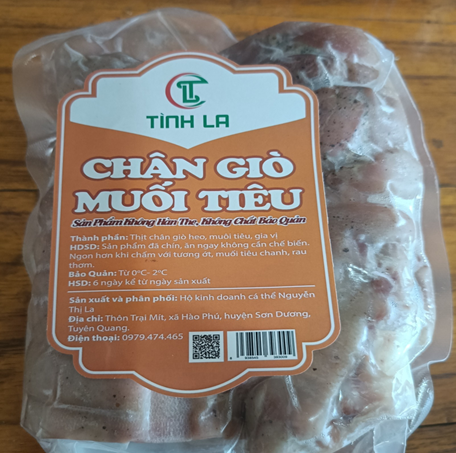 TÌNH LA
CHÂN GIÒ
MUỐI TIÊU
Sản Phẩm Không Hàn The, Không Chất Bảo Quản
Thành phần: Thịt chân giò heo, muối tiêu, gia vị
HDSD: Sản phẩm đã chín, ăn ngay không cần chế biến.
Ngon hơn khi chấm với tương ớt, muối tiêu chanh, rau
thơm.
Bảo Quản: Từ 0°C- 2°C
HSD: 6 ngày kể từ ngày sản xuất
Sản xuất và phân phối: Hộ kinh doanh cá thể Nguyễn
Thị La
Địa chỉ: Thôn Trại Mít, xã Hào Phú, huyện Sơn Dương,
Tuyên Quang.
Điện thoại: 0979.474.465